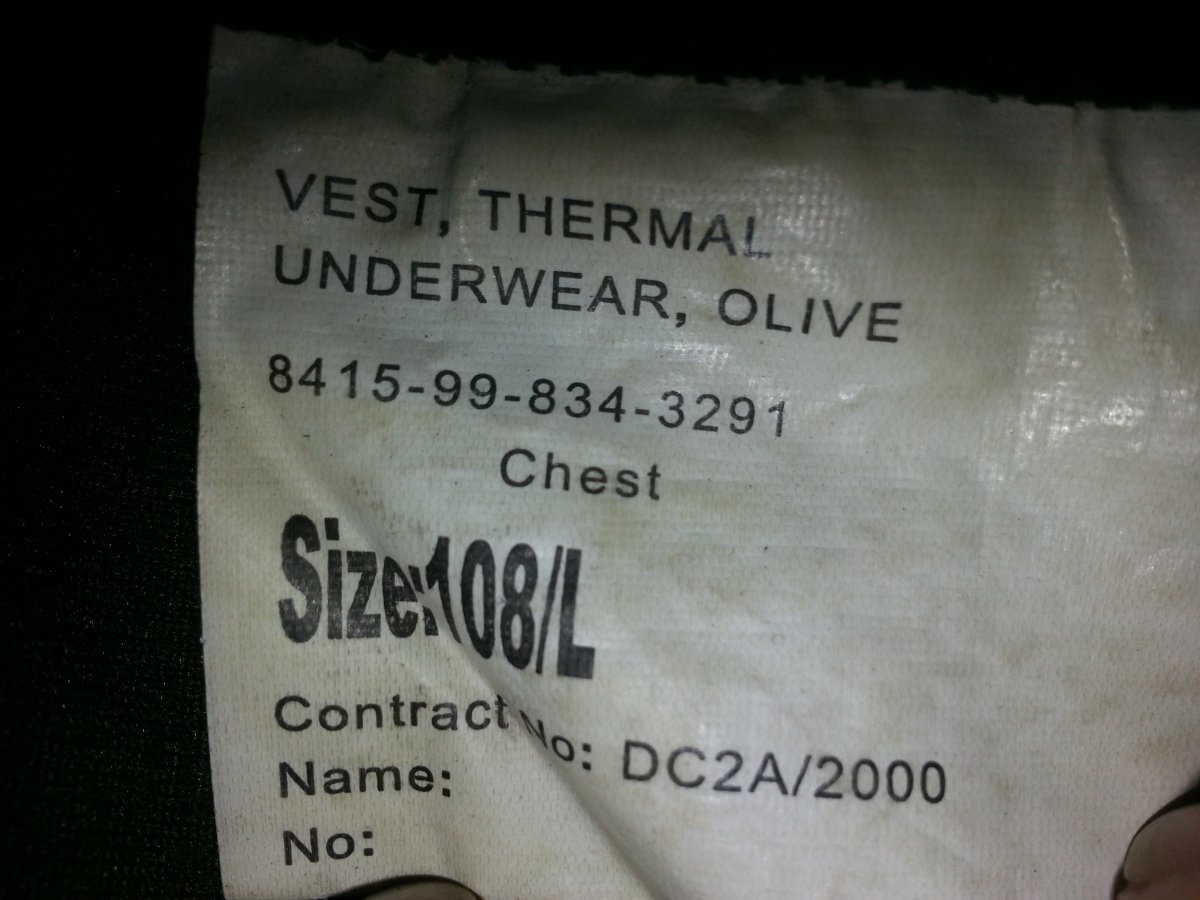 VEST, THERMAL
UNDERWEAR, OLIVE
8415-99-834-3291
Chest
Size:108/L
Contract No: DC2A/2000
Name:
No: